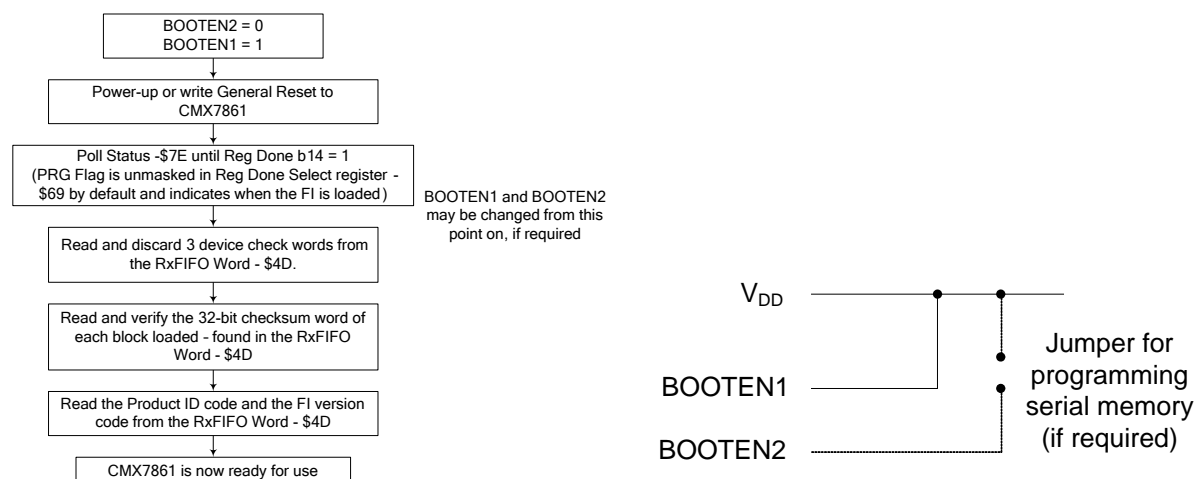 BOOTEN2 = 0
BOOTEN1 = 1
Power-up or write General Reset to
CMX7861
Poll Status -$7E until Reg Done b14 = 1
(PRG Flag is unmasked in Reg Done Select register -
$69 by default and indicates when the FI is loaded)
BOOTEN1 and BOOTEN2
may be changed from this
point on, if required
Read and discard 3 device check words from
the RxFIFO Word - $4D.
Read and verify the 32-bit checksum word of
each block loaded - found in the RxFIFO
Word - $4D
Read the Product ID code and the FI version
code from the RxFIFO Word - $4D
CMX7861 is now ready for use
VDD
BOOTEN1
BOOTEN2
Jumper for
programming
serial memory
(if required)